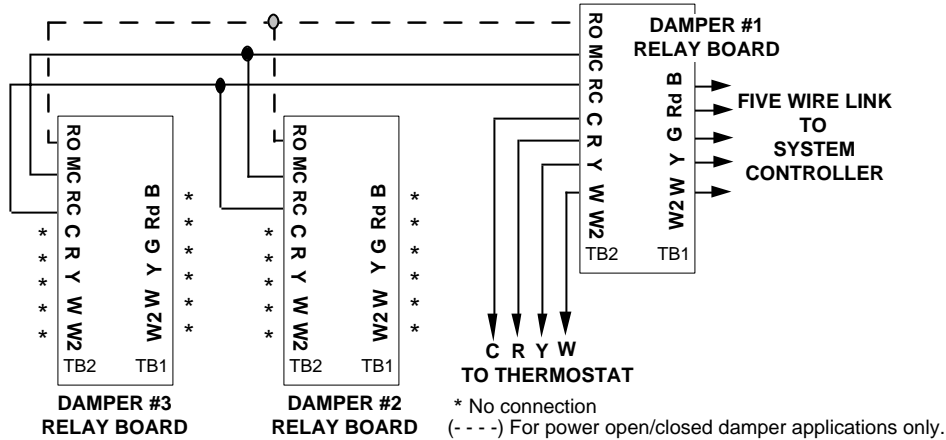 DAMPER #1
RELAY BOARD
RO
MC
RC
C
R
Y
W
W2
TB2
B
Rd
G
Y
W
W2
TB1
FIVE WIRE LINK
TO
SYSTEM
CONTROLLER
C R Y W
TO THERMOSTAT
RO
MC
RC
* C
* R
* Y
* W
* W2
TB2
B *
Rd *
G *
Y *
W *
W2 *
TB1
DAMPER #3
RELAY BOARD
RO
MC
RC
* C
* R
* Y
* W
* W2
TB2
B *
Rd *
G *
Y *
W *
W2 *
TB1
DAMPER #2
RELAY BOARD
* No connection
(- - - -) For power open/closed damper applications only.